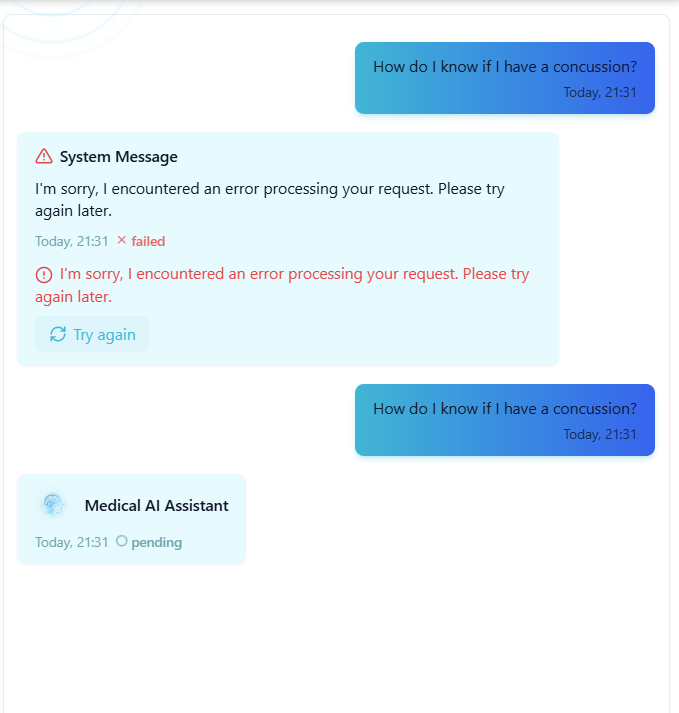 How do I know if I have a concussion?
Today, 21:31
System Message
I'm sorry, I encountered an error processing your request. Please try
again later.
Today, 21:31 × failed
I'm sorry, I encountered an error processing your request. Please try
again later.
Try again
How do I know if I have a concussion?
Today, 21:31
Medical AI Assistant
Today, 21:31 pending